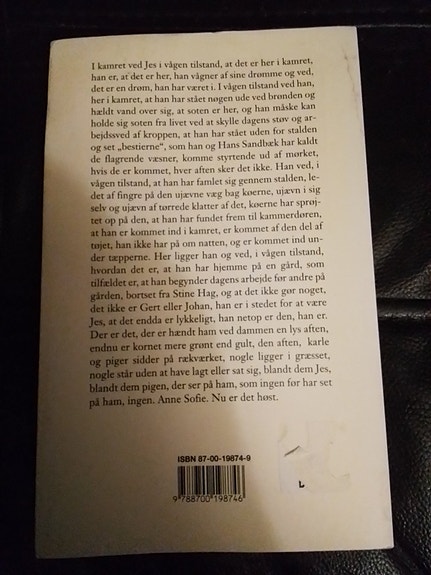 I kamret ved Jes i vågen tilstand, at det er her i kamret,
han er, at det er her, han vågner af sine drømme og ved,
det er en drøm, han har været i. I vågen tilstand ved han,
her i kamret, at han har stået nøgen ude ved brønden og
hældt vand over sig, at soten er her, og han måske kan
holde sig soten fra livet ved at skylle dagens støv og ar-
bejdssved af kroppen, at han har stået uden for stalden
og set „bestierne“, som han og Hans Sandbæk har kaldt
de flagrende væsner, komme styrtende ud af mørket,
hvis de er kommet, hver aften sker det ikke. Han ved, i
vågen tilstand, at han har famlet sig gennem stalden, le-
det af fingre på den ujævne væg bag køerne, ujævn i sig
selv og ujævn af tørrede klatter af det, køerne har sprøj-
tet op på den, at han har fundet frem til kammerdøren,
at han er kommet ind i kamret, er kommet af den del af
tøjet, han ikke har på om natten, og er kommet ind un-
der tæpperne. Her ligger han og ved, i vågen tilstand,
hvordan det er, at han har hjemme på en gård, som
tilfældet er, at han begynder dagens arbejde før andre på
gården, bortset fra Stine Hag, og at det ikke gør noget,
det ikke er Gert eller Johan, han er i stedet for at være
Jes, at det endda er lykkeligt, han netop er den, han er.
Der er det, der er hændt ham ved dammen en lys aften,
endnu er kornet mere grønt end gult, den aften, karle
og piger sidder på rækværket, nogle ligger i græsset,
nogle står uden at have lagt eller sat sig, blandt dem Jes,
blandt dem pigen, der ser på ham, som ingen før har set
på ham, ingen. Anne Sofie. Nu er det høst.
ISBN 87-00-19874-9
9 788700 198746
L